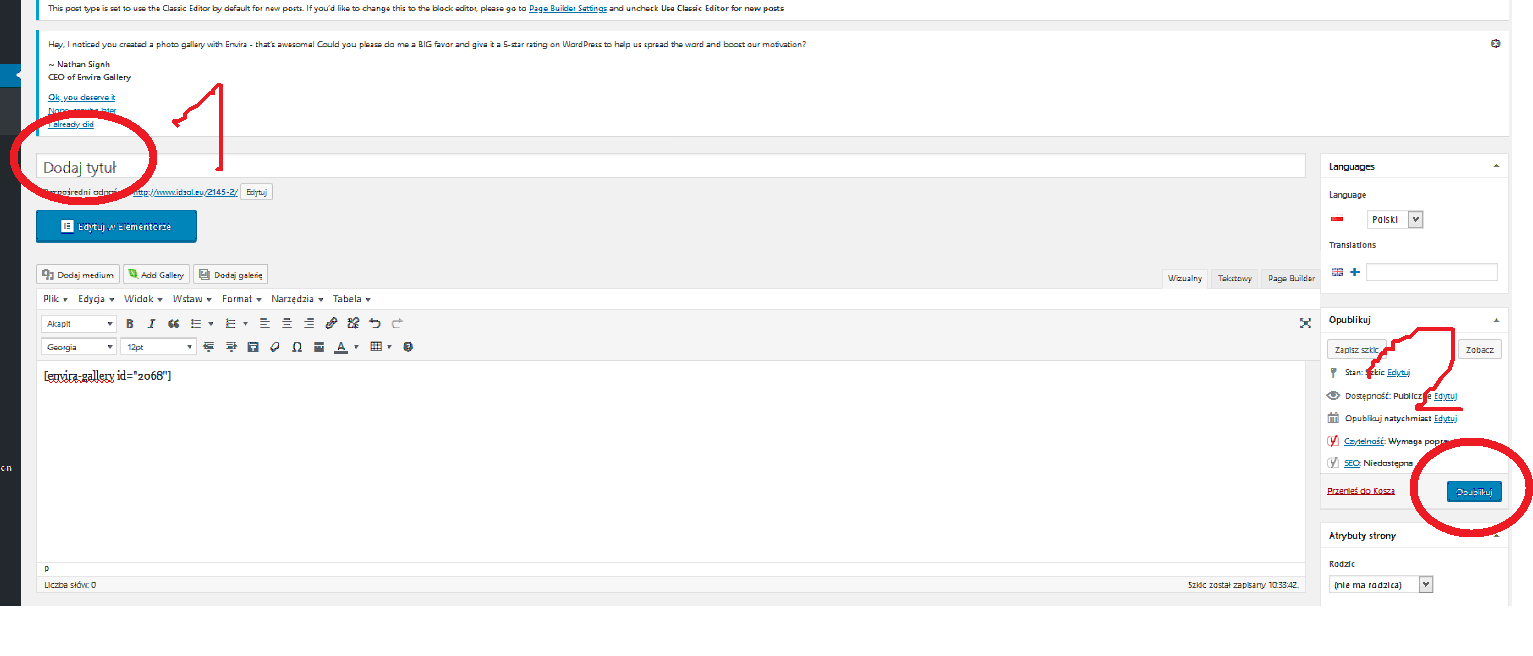 This post type is set to use the Classic Editor by default for new posts. If you'd like to change this to the block editor, please go to Page Builder Settings and uncheck Use Classic Editor for new posts
Hey, I noticed you created a photo gallery with Envira - that's awesome! Could you please do me a BIG favor and give it a 5-star rating on WordPress to help us spread the word and boost our motivation?
~ Nathan Signh
CEO of Envira Gallery
Ok, you deserve it
I already did
1
Dodaj tytuł
http://www.idsal.eu/2145-2/ Edytuj
Edytuj w Elementorze
Dodaj medium Add Gallery Dodaj galerię
Wizualny Tekstowy Page Builder
Plik Edycja Widok Wstaw Format Narzędzia Tabela
Akapit B I
Georgia 12pt A
[envira-gallery id="2068"]
p
Liczba słów: 0 Szkic został zapisany 10:33:42.
cn
Languages
Language
Polski
Translations
Opublikuj
Zapisz szkic Zobacz
2
Stan: Szkic Edytuj
Dostępność: Publicznie Edytuj
Opublikuj natychmiast Edytuj
Czytelność: Wymaga
SEO: Niedostępna
Przenieś do Kosza Opublikuj
Atrybuty strony
Rodzic
(nie ma rodzica)